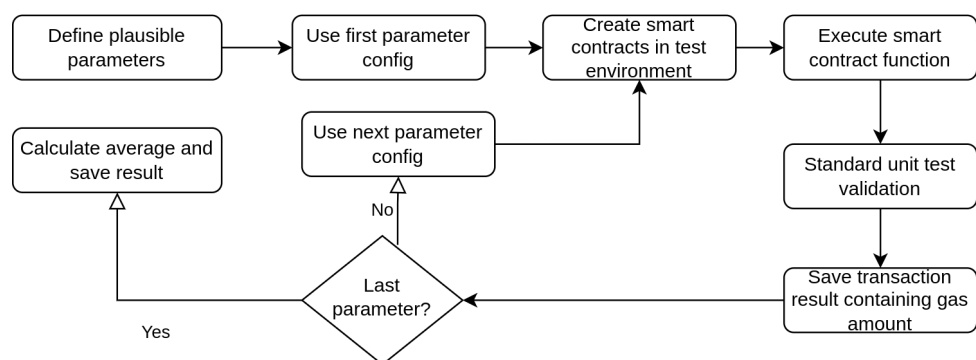 Define plausible
parameters
Use first parameter
config
Create smart
contracts in test
environment
Execute smart
contract function
Calculate average and
save result
Use next parameter
config
Standard unit test
validation
No
Last
parameter?
Save transaction
result containing gas
amount
Yes